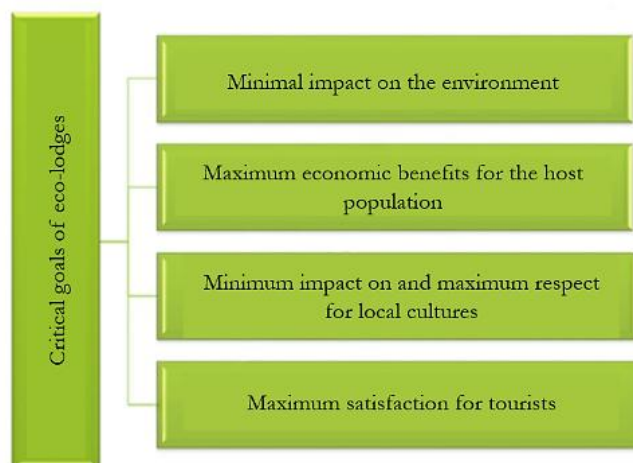 Critical goals of eco-lodges
Minimal impact on the environment
Maximum economic benefits for the host
population
Minimum impact on and maximum respect
for local cultures
Maximum satisfaction for tourists